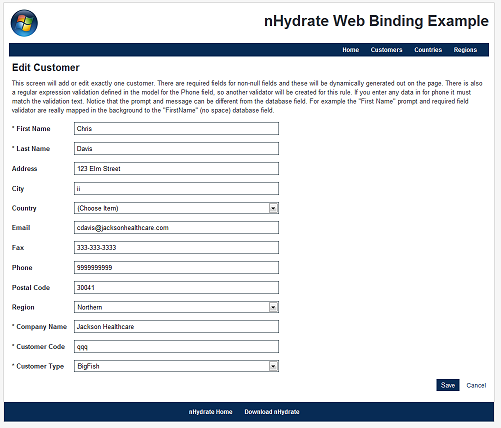 nHydrate Web Binding Example
Home Customers Countries Regions
Edit Customer
This screen will add or edit exactly one customer. There are required fields for non-null fields and these will be dynamically generated out on the page. There is also
a regular expression validation defined in the model for the Phone field, so another validator will be created for this rule. If you enter any data in for phone it must
match the validation text. Notice that the prompt and message can be different from the database field. For example the "First Name" prompt and required field
validator are really mapped in the background to the "FirstName" (no space) database field.
* First Name Chris
* Last Name Davis
Address 123 Elm Street
City ii
Country (Choose Item)
Email cdavis@jacksonhealthcare.com
Fax 333-333-3333
Phone 9999999999
Postal Code 30041
Region Northern
* Company Name Jackson Healthcare
* Customer Code qqq
* Customer Type BigFish
Save Cancel
nHydrate Home Download nHydrate